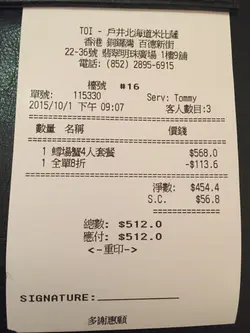 TOI - 戶井北海道米比薩
香港 銅鑼灣 百德新街
22-36號 翡翠明珠廣場 1樓9舖
電話: (852) 2895-6915
檯號 #16
單號: 115330 Serv: Tommy
2015/10/1 下午 09:07 客人數目:3
數量 名稱 價錢
1 鱈場蟹4人套餐 $568.0
1 全單8折 -$113.6
淨數: $454.4
S.C. $56.8
總數: $512.0
應付: $512.0
<-重印->
SIGNATURE:
多謝惠顧